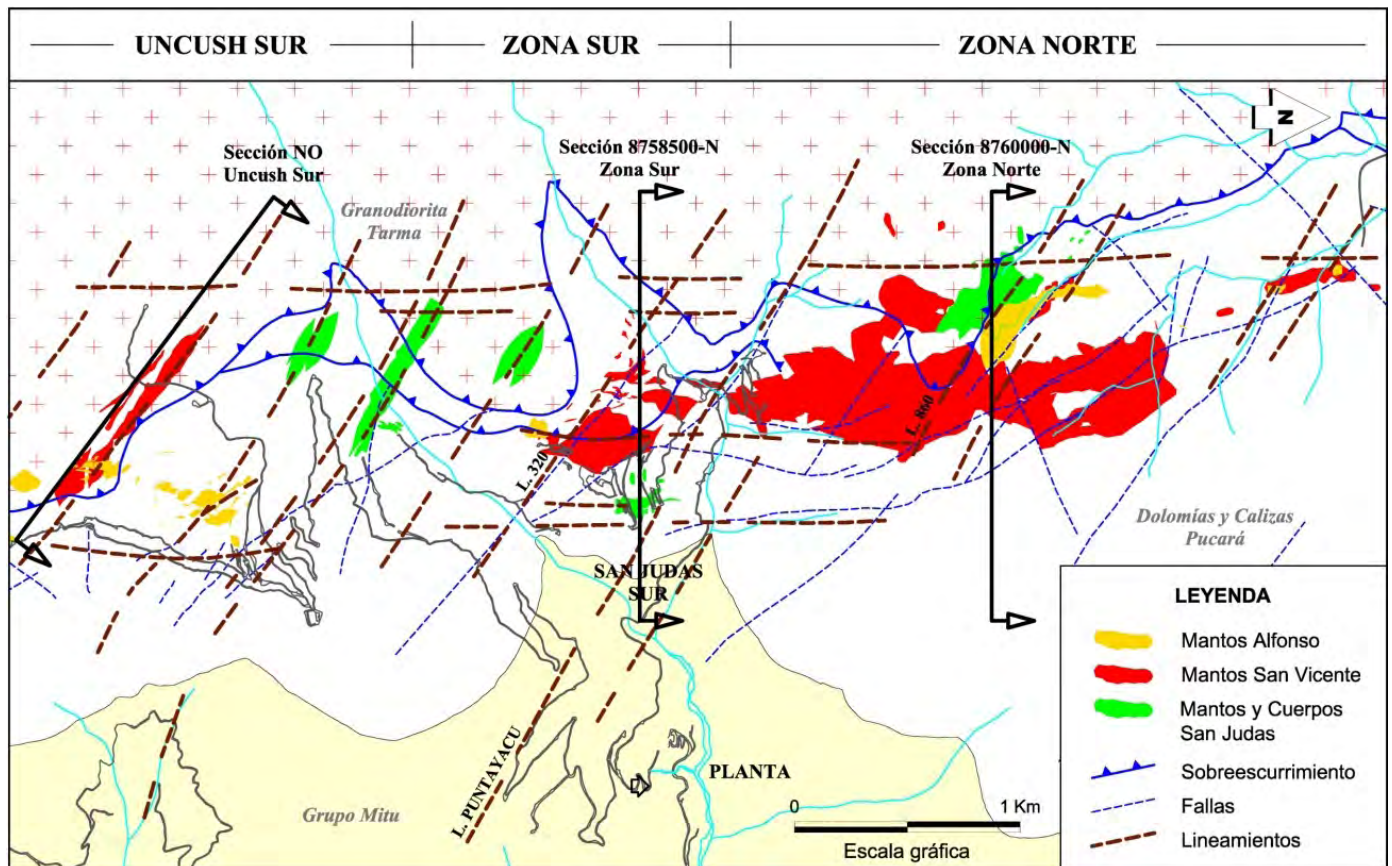 UNCUSH SUR
ZONA SUR
ZONA NORTE
N
Sección NO
Uncush Sur
Sección 8758500-N
Zona Sur
Sección 8760000-N
Zona Norte
Granodiorita
Tarma
L. 320
L. 860
Dolomías y Calizas
Pucará
SAN JUDAS
SUR
L. PUNTAYACU
PLANTA
Grupo Mitu
0 1 Km
Escala gráfica
LEYENDA
Mantos Alfonso
Mantos San Vicente
Mantos y Cuerpos
San Judas
Sobreescurrimiento
Fallas
Lineamientos